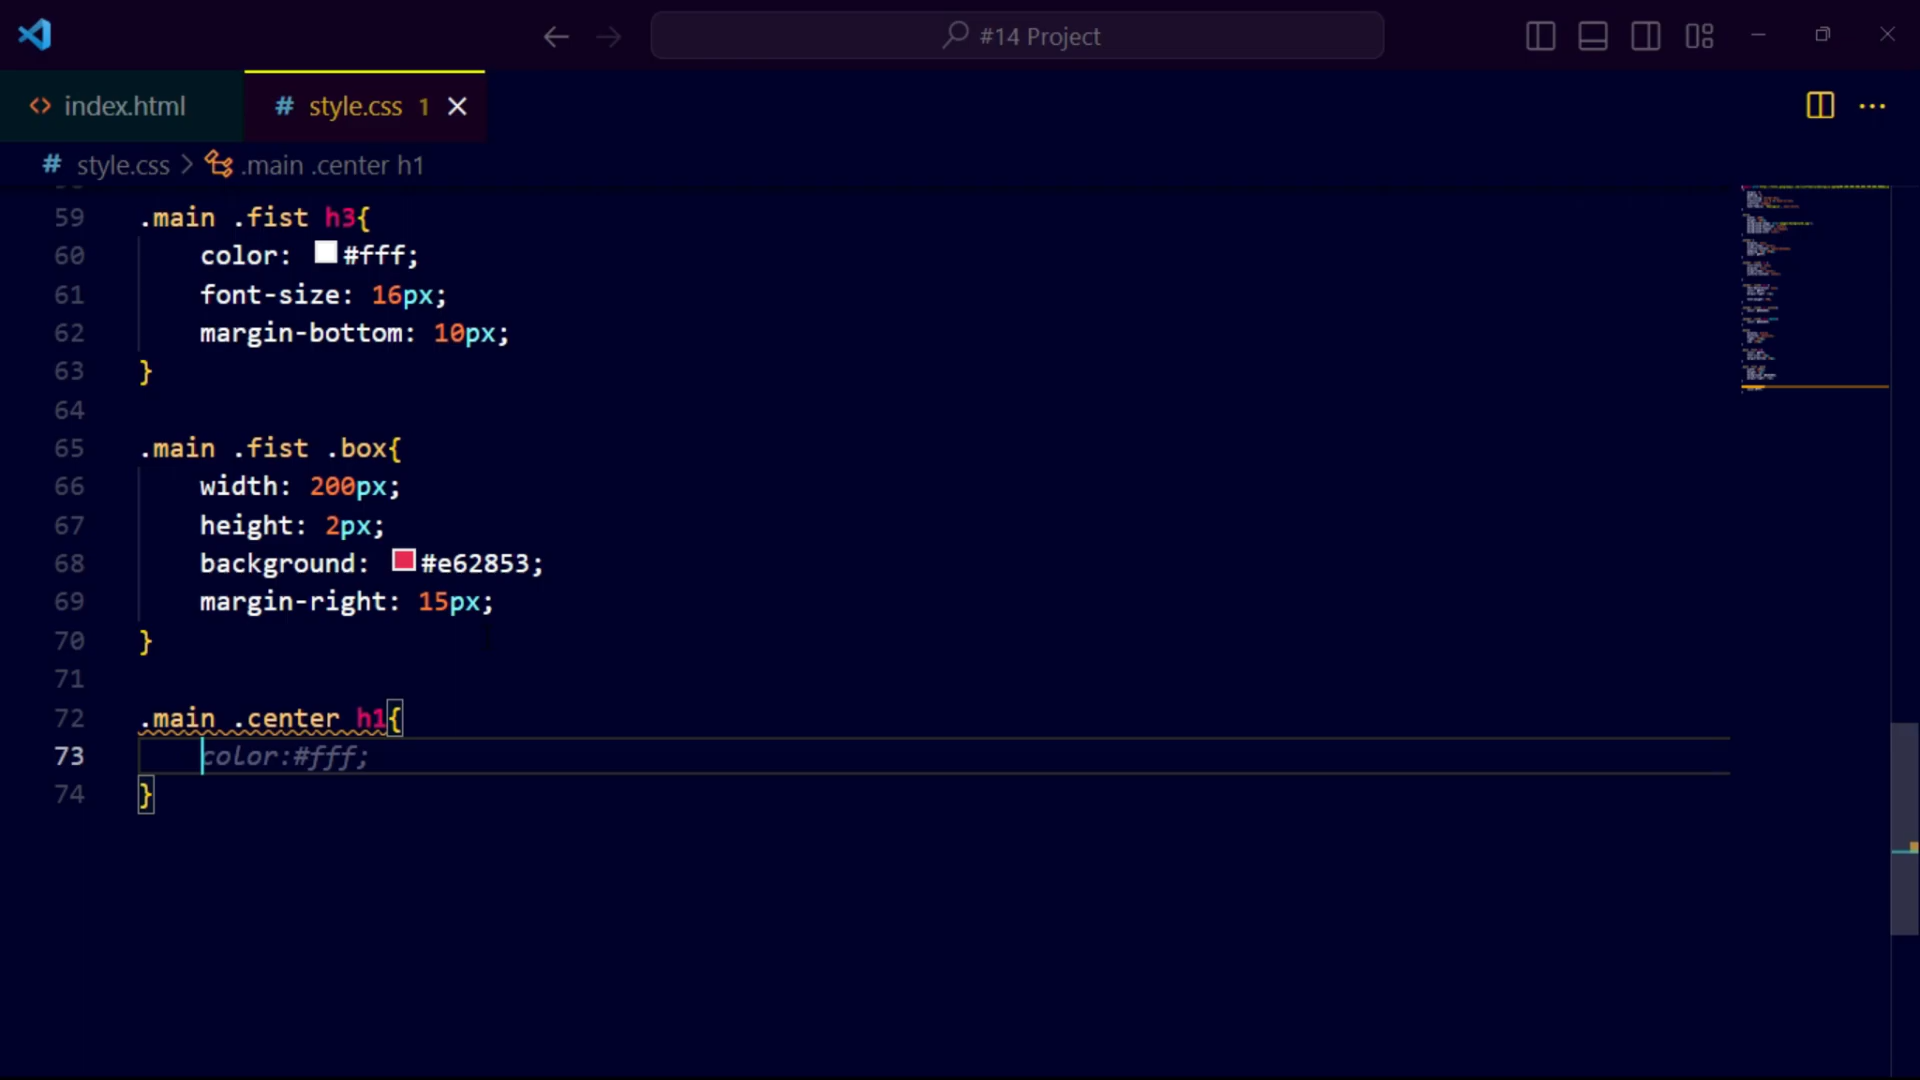 #14 Project
<> index.html # style.css 1
# style.css > .main .center h1
59 .main .fist h3{
60 color: #fff;
61 font-size: 16px;
62 margin-bottom: 10px;
63 }
64
65 .main .fist .box{
66 width: 200px;
67 height: 2px;
68 background: #e62853;
69 margin-right: 15px;
70 }
71
72 .main .center h1{
73 color:#fff;
74 }